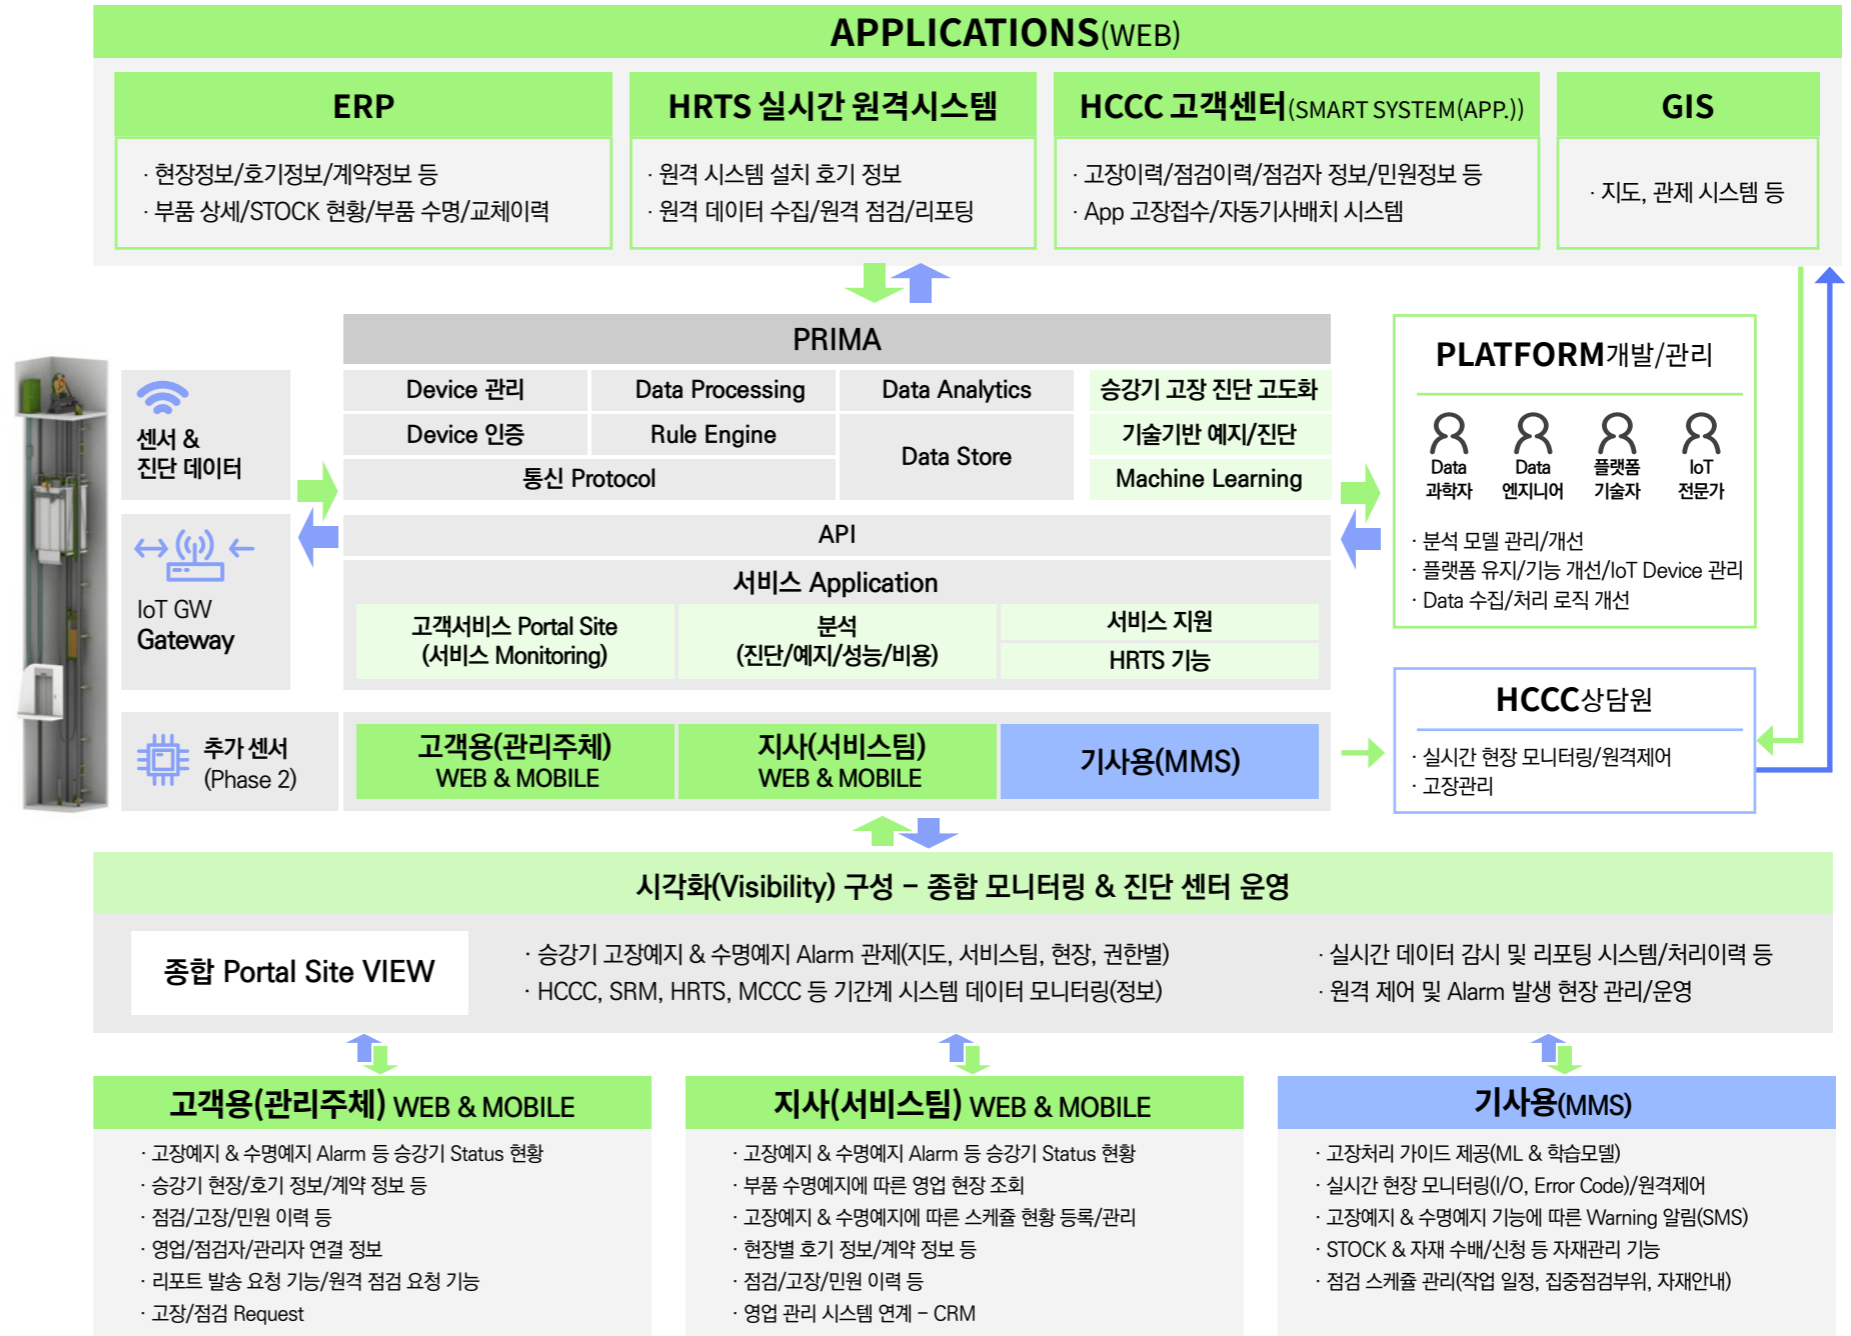 APPLICATIONS(WEB)
ERP
· 현장정보/호기정보/계약정보 등
· 부품 상세/STOCK 현황/부품 수명/교체이력
HRTS 실시간 원격시스템
· 원격 시스템 설치 호기 정보
· 원격 데이터 수집/원격 점검/리포팅
HCCC 고객센터(SMART SYSTEM(APP.))
· 고장이력/점검이력/점검자 정보/민원정보 등
· App 고장접수/자동기사배치 시스템
GIS
· 지도, 관제 시스템 등
센서 &
진단 데이터
IoT GW
Gateway
추가 센서
(Phase 2)
PRIMA
Device 관리
Data Processing
Data Analytics
승강기 고장 진단 고도화
Device 인증
Rule Engine
Data Store
기술기반 예지/진단
통신 Protocol
Machine Learning
API
서비스 Application
고객서비스 Portal Site
(서비스 Monitoring)
분석
(진단/예지/성능/비용)
서비스 지원
HRTS 기능
고객용(관리주체)
WEB & MOBILE
지사(서비스팀)
WEB & MOBILE
기사용(MMS)
PLATFORM개발/관리
Data
과학자
Data
엔지니어
플랫폼
기술자
IoT
전문가
· 분석 모델 관리/개선
· 플랫폼 유지/기능 개선/IoT Device 관리
· Data 수집/처리 로직 개선
HCCC상담원
· 실시간 현장 모니터링/원격제어
· 고장관리
시각화(Visibility) 구성 – 종합 모니터링 & 진단 센터 운영
종합 Portal Site VIEW
· 승강기 고장예지 & 수명예지 Alarm 관제(지도, 서비스팀, 현장, 권한별)
· HCCC, SRM, HRTS, MCCC 등 기간계 시스템 데이터 모니터링(정보)
· 실시간 데이터 감시 및 리포팅 시스템/처리이력 등
· 원격 제어 및 Alarm 발생 현장 관리/운영
고객용(관리주체) WEB & MOBILE
· 고장예지 & 수명예지 Alarm 등 승강기 Status 현황
· 승강기 현장/호기 정보/계약 정보 등
· 점검/고장/민원 이력 등
· 영업/점검자/관리자 연결 정보
· 리포트 발송 요청 기능/원격 점검 요청 기능
· 고장/점검 Request
지사(서비스팀) WEB & MOBILE
· 고장예지 & 수명예지 Alarm 등 승강기 Status 현황
· 부품 수명예지에 따른 영업 현장 조회
· 고장예지 & 수명예지에 따른 스케쥴 현황 등록/관리
· 현장별 호기 정보/계약 정보 등
· 점검/고장/민원 이력 등
· 영업 관리 시스템 연계 – CRM
기사용(MMS)
· 고장처리 가이드 제공(ML & 학습모델)
· 실시간 현장 모니터링(I/O, Error Code)/원격제어
· 고장예지 & 수명예지 기능에 따른 Warning 알림(SMS)
· STOCK & 자재 수배/신청 등 자재관리 기능
· 점검 스케쥴 관리(작업 일정, 집중점검부위, 자재안내)